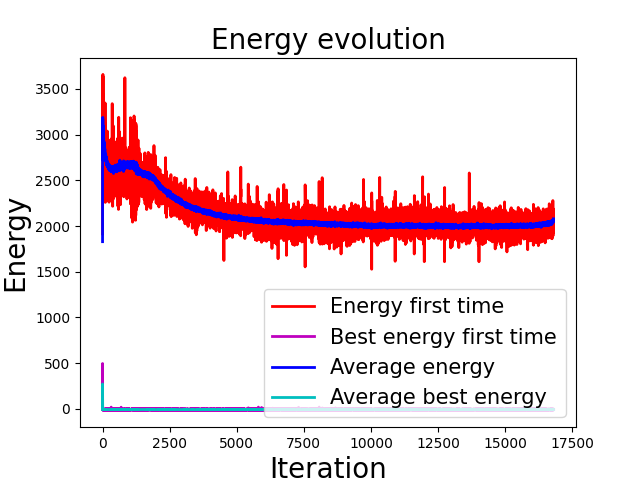 Energy evolution
Energy
3500
3000
2500
2000
1500
1000
500
0
Energy first time
Best energy first time
Average energy
Average best energy
0 2500 5000 7500 10000 12500 15000 17500
Iteration